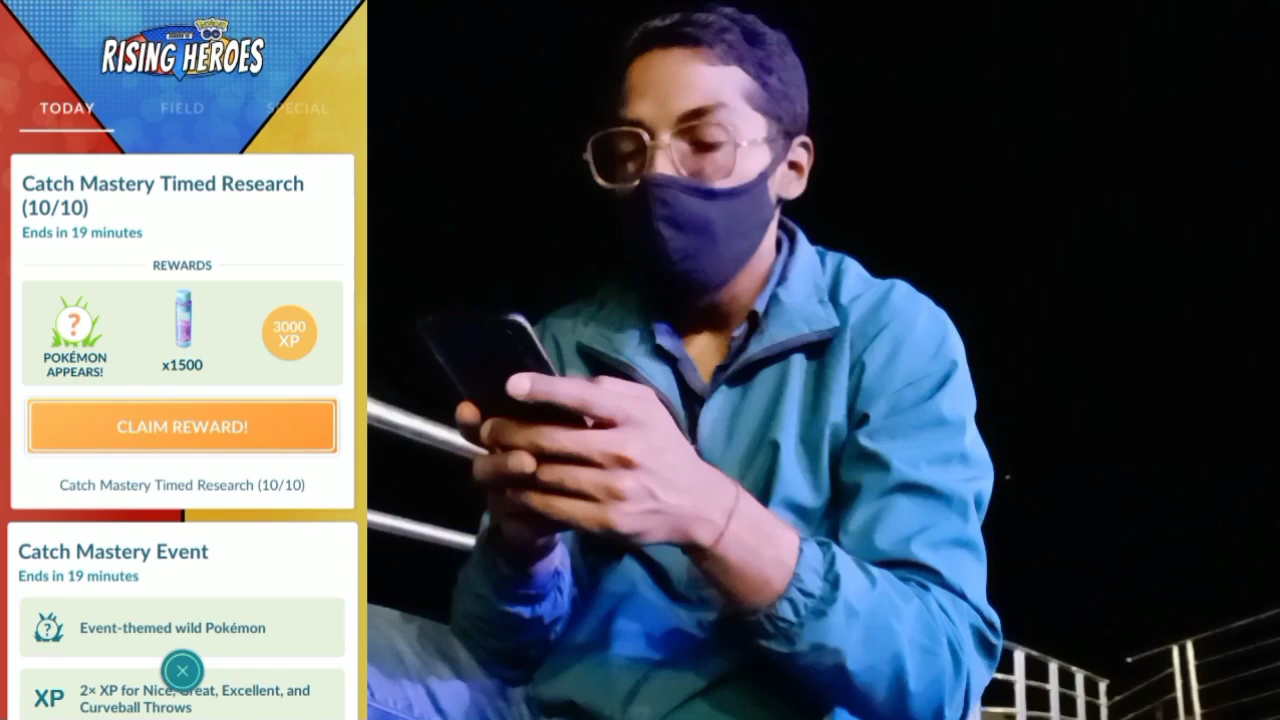 Pokémon
GO
RISING HEROES
TODAY
FIELD
SPECIAL
Catch Mastery Timed Research
(10/10)
Ends in 19 minutes
REWARDS
?
POKÉMON
APPEARS!
x1500
3000
XP
CLAIM REWARD!
Catch Mastery Timed Research (10/10)
Catch Mastery Event
Ends in 19 minutes
?
Event-themed wild Pokémon
XP
2× XP for Nice, Great, Excellent, and
Curveball Throws